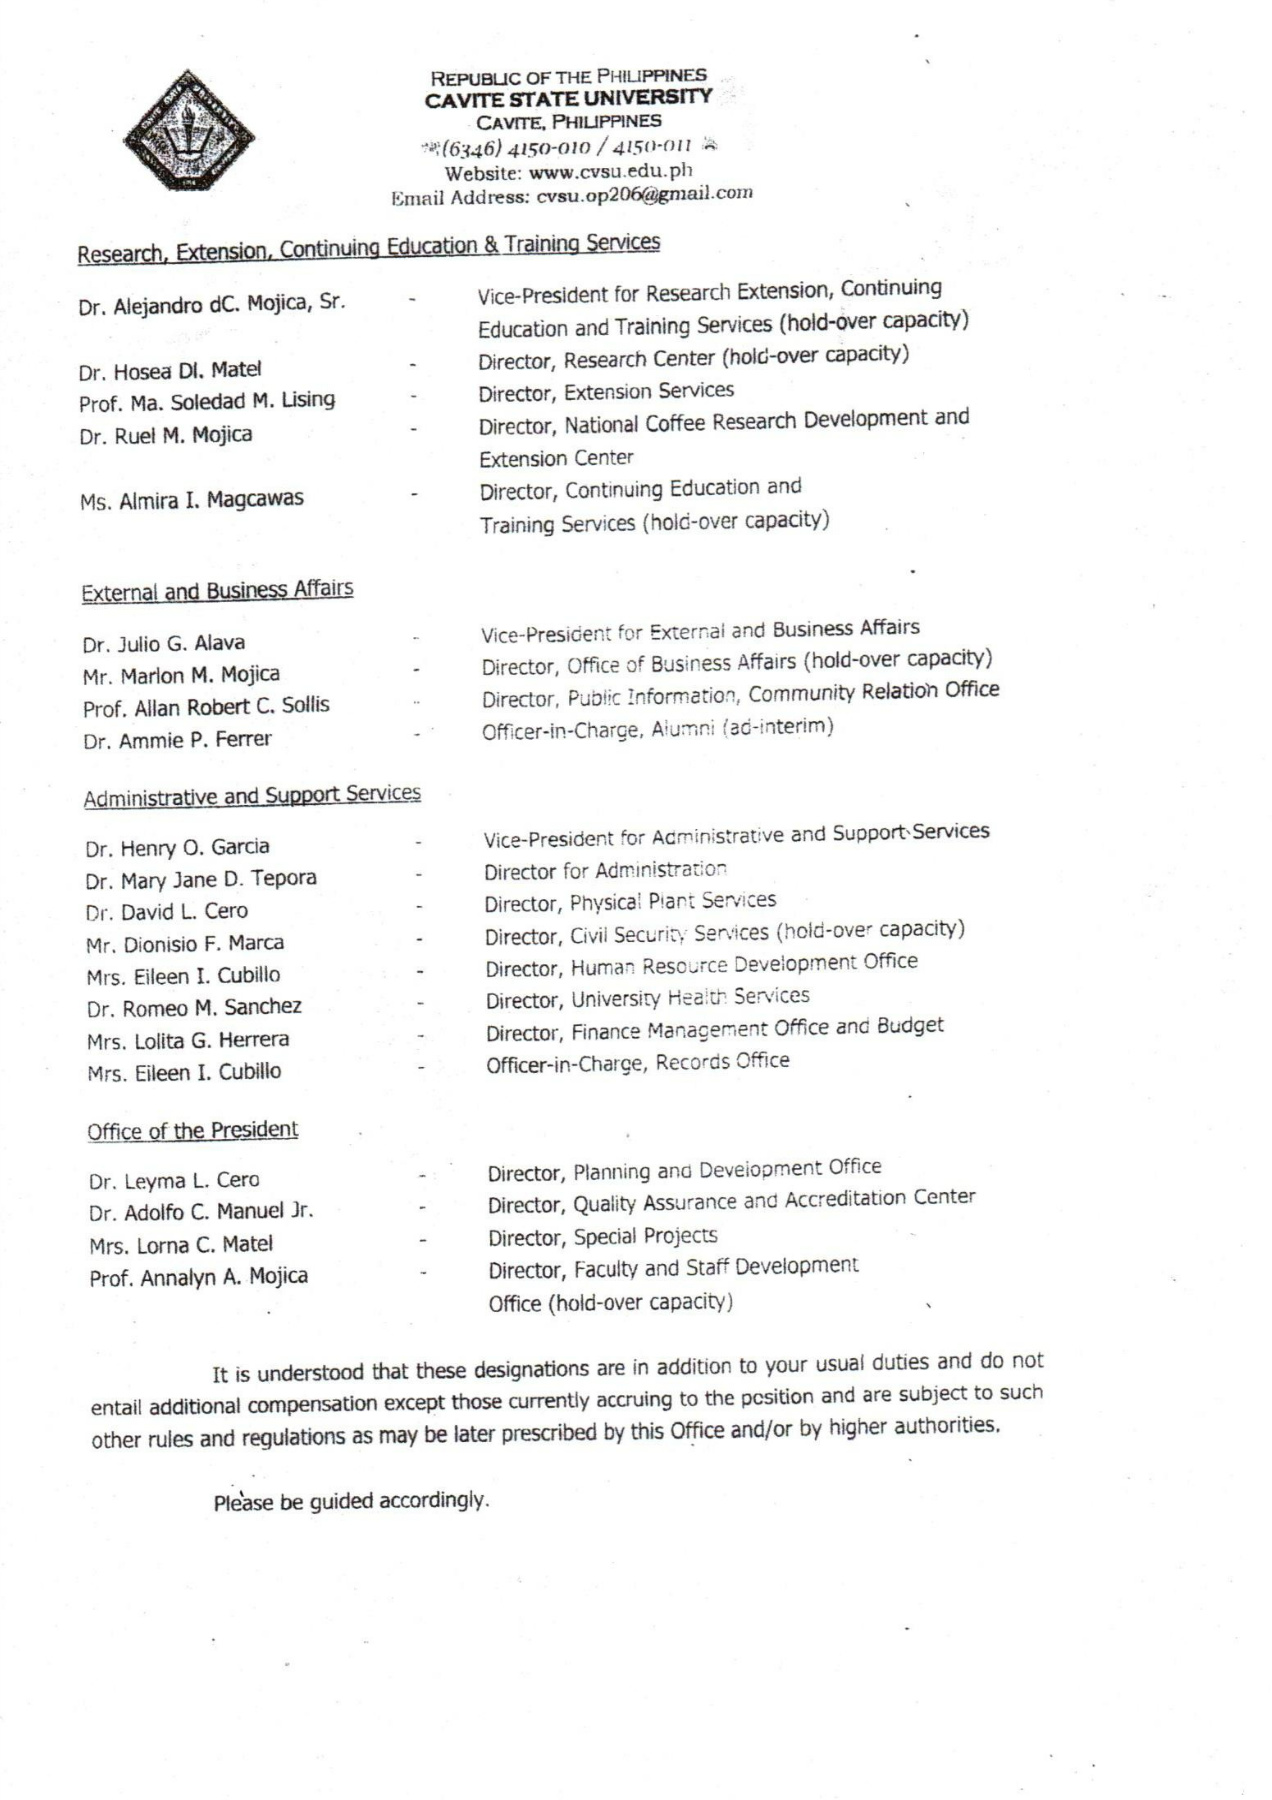 REPUBLIC OF THE PHILIPPINES
CAVITE STATE UNIVERSITY
CAVITE, PHILIPPINES
(6346) 4150-010 / 4150-011
Website: www.cvsu.edu.ph
Email Address: cvsu.op206@gmail.com
Research, Extension, Continuing Education & Training Services
Dr. Alejandro dC. Mojica, Sr. - Vice-President for Research Extension, Continuing
Education and Training Services (hold-over capacity)
Dr. Hosea Dl. Matel - Director, Research Center (hold-over capacity)
Prof. Ma. Soledad M. Lising - Director, Extension Services
Dr. Ruel M. Mojica - Director, National Coffee Research Development and
Extension Center
Ms. Almira I. Magcawas - Director, Continuing Education and
Training Services (hold-over capacity)
External and Business Affairs
Dr. Julio G. Alava - Vice-President for External and Business Affairs
Mr. Marlon M. Mojica - Director, Office of Business Affairs (hold-over capacity)
Prof. Allan Robert C. Sollis - Director, Public Information, Community Relation Office
Dr. Ammie P. Ferrer - Officer-in-Charge, Alumni (ad-interim)
Administrative and Support Services
Dr. Henry O. Garcia - Vice-President for Administrative and Support Services
Dr. Mary Jane D. Tepora - Director for Administration
Dr. David L. Cero - Director, Physical Plant Services
Mr. Dionisio F. Marca - Director, Civil Security Services (hold-over capacity)
Mrs. Eileen I. Cubillo - Director, Human Resource Development Office
Dr. Romeo M. Sanchez - Director, University Health Services
Mrs. Lolita G. Herrera - Director, Finance Management Office and Budget
Mrs. Eileen I. Cubillo - Officer-in-Charge, Records Office
Office of the President
Dr. Leyma L. Cero - Director, Planning and Development Office
Dr. Adolfo C. Manuel Jr. - Director, Quality Assurance and Accreditation Center
Mrs. Lorna C. Matel - Director, Special Projects
Prof. Annalyn A. Mojica - Director, Faculty and Staff Development
Office (hold-over capacity)
It is understood that these designations are in addition to your usual duties and do not
entail additional compensation except those currently accruing to the position and are subject to such
other rules and regulations as may be later prescribed by this Office and/or by higher authorities.
Please be guided accordingly.